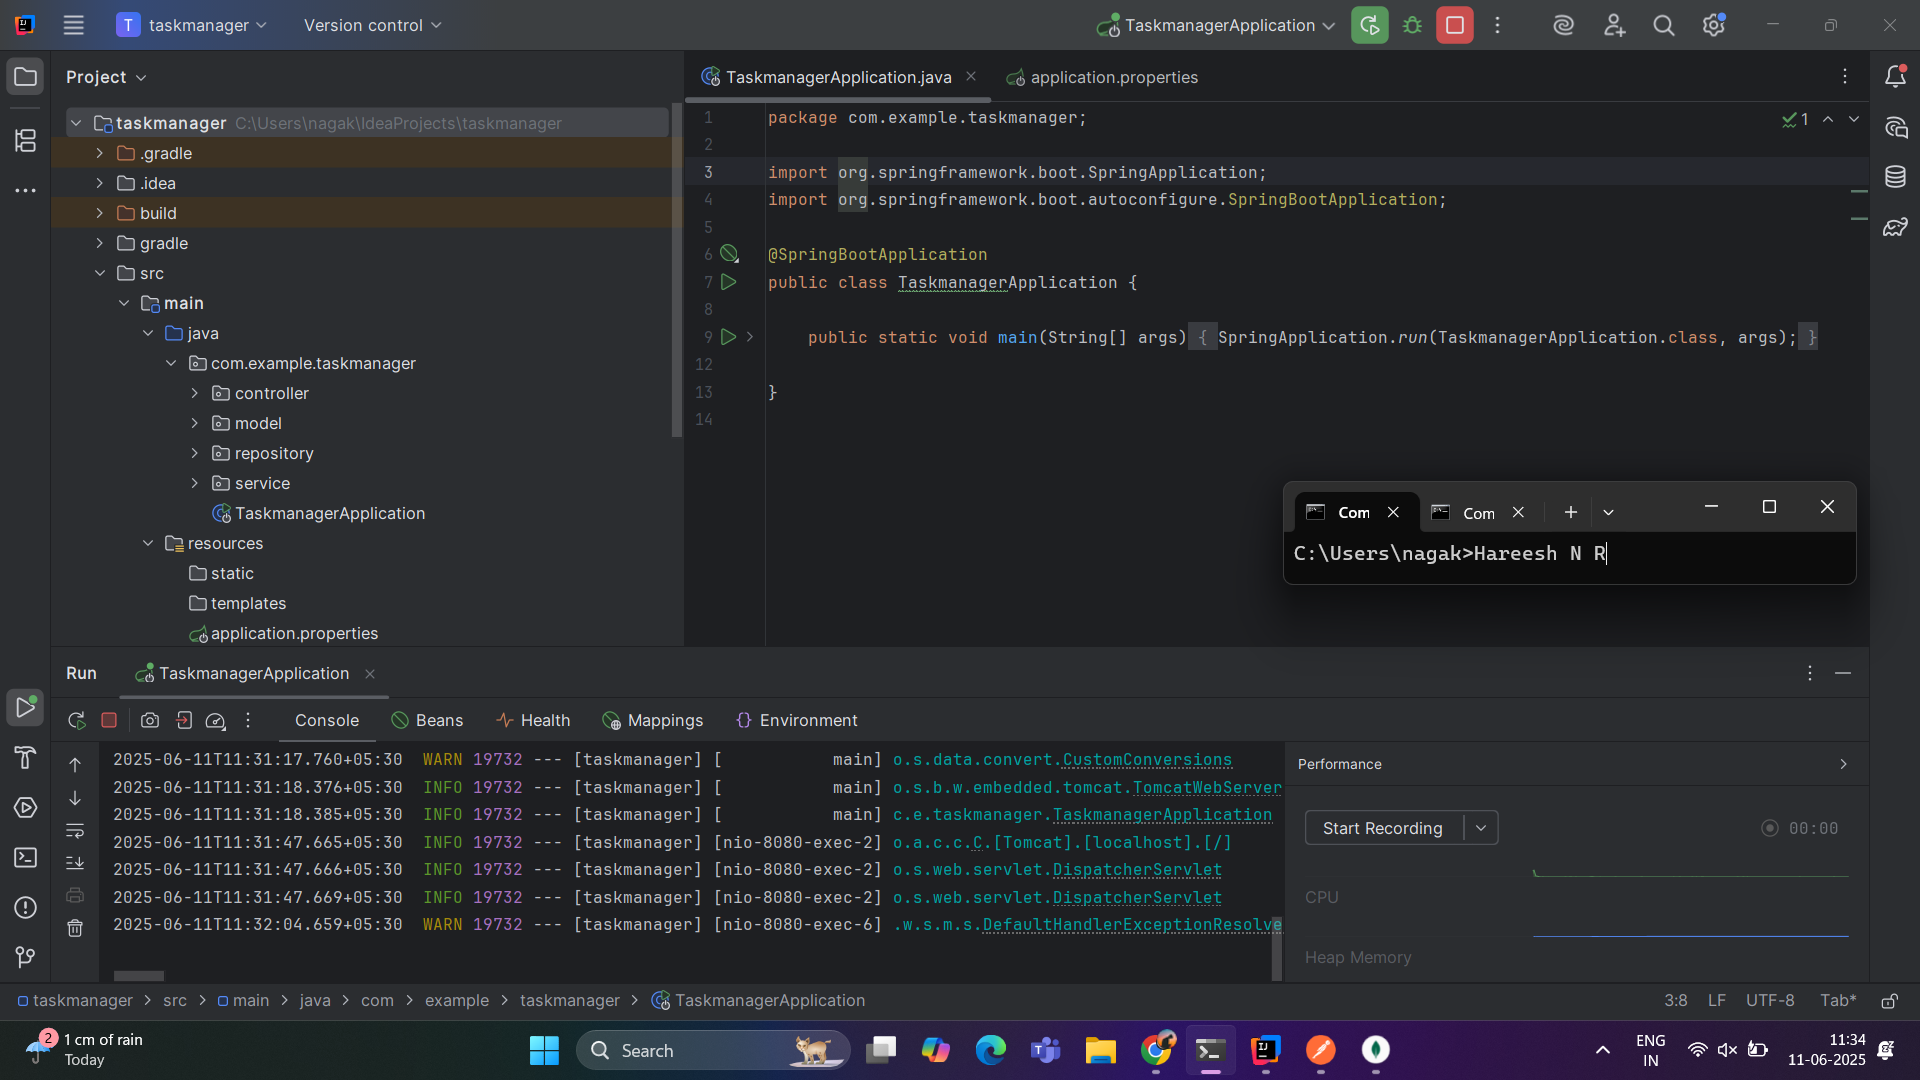 T taskmanager Version control TaskmanagerApplication
Project
taskmanager C:\Users\nagak\IdeaProjects\taskmanager
.gradle
.idea
build
gradle
src
main
java
com.example.taskmanager
controller
model
repository
service
TaskmanagerApplication
resources
static
templates
application.properties
TaskmanagerApplication.java application.properties
1 package com.example.taskmanager; 1
2
3 import org.springframework.boot.SpringApplication;
4 import org.springframework.boot.autoconfigure.SpringBootApplication;
5
6 @SpringBootApplication
7 public class TaskmanagerApplication {
8
9 public static void main(String[] args) { SpringApplication.run(TaskmanagerApplication.class, args); }
12
13 }
14
Com Com
C:\Users\nagak>Hareesh N R
Run TaskmanagerApplication
Console Beans Health Mappings Environment
2025-06-11T11:31:17.760+05:30 WARN 19732 --- [taskmanager] [ main] o.s.data.convert.CustomConversions
2025-06-11T11:31:18.376+05:30 INFO 19732 --- [taskmanager] [ main] o.s.b.w.embedded.tomcat.TomcatWebServer
2025-06-11T11:31:18.385+05:30 INFO 19732 --- [taskmanager] [ main] c.e.taskmanager.TaskmanagerApplication
2025-06-11T11:31:47.665+05:30 INFO 19732 --- [taskmanager] [nio-8080-exec-2] o.a.c.c.C.[Tomcat].[localhost].[/]
2025-06-11T11:31:47.666+05:30 INFO 19732 --- [taskmanager] [nio-8080-exec-2] o.s.web.servlet.DispatcherServlet
2025-06-11T11:31:47.669+05:30 INFO 19732 --- [taskmanager] [nio-8080-exec-2] o.s.web.servlet.DispatcherServlet
2025-06-11T11:32:04.659+05:30 WARN 19732 --- [taskmanager] [nio-8080-exec-6] .w.s.m.s.DefaultHandlerExceptionResolve
Performance
Start Recording 00:00
CPU
Heap Memory
taskmanager > src > main > java > com > example > taskmanager > TaskmanagerApplication 3:8 LF UTF-8 Tab*
2
1 cm of rain
Today
Search
ENG
IN
11:34
11-06-2025